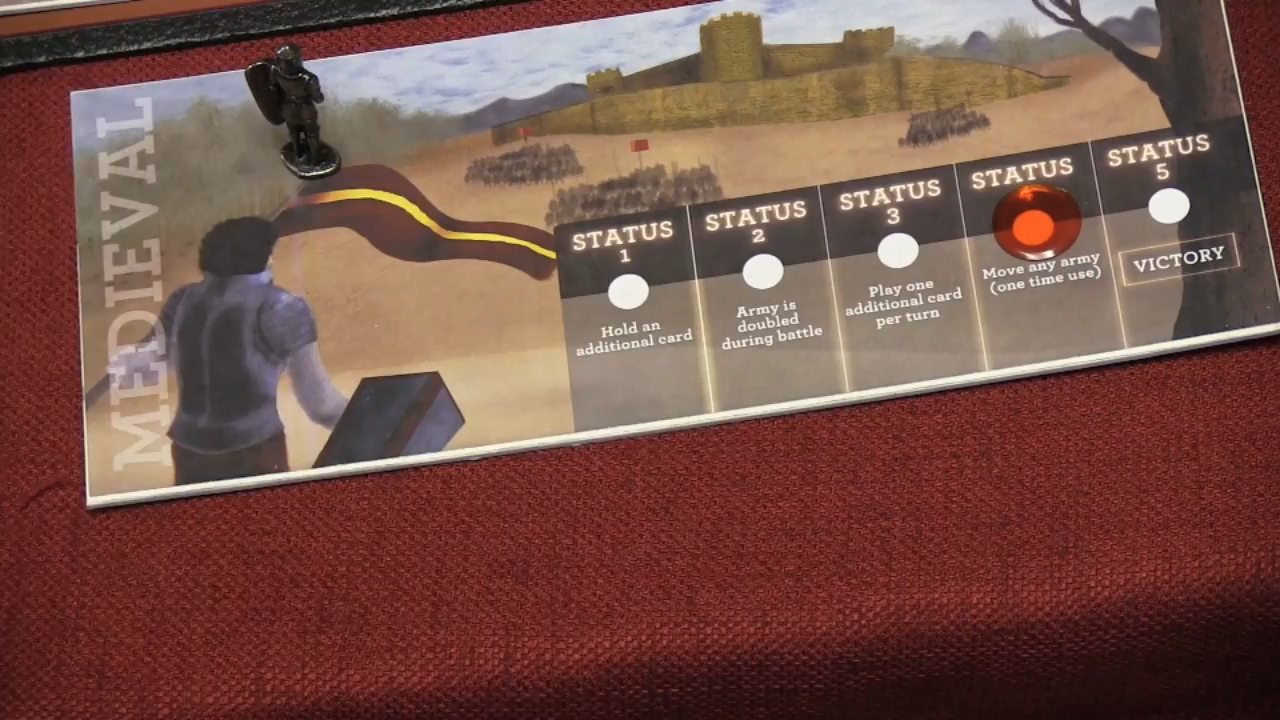 MEDIEVAL
STATUS
1
Hold an
additional card
STATUS
2
Army is
doubled
during battle
STATUS
3
Play one
additional card
per turn
STATUS
Move any army
(one time use)
STATUS
5
VICTORY